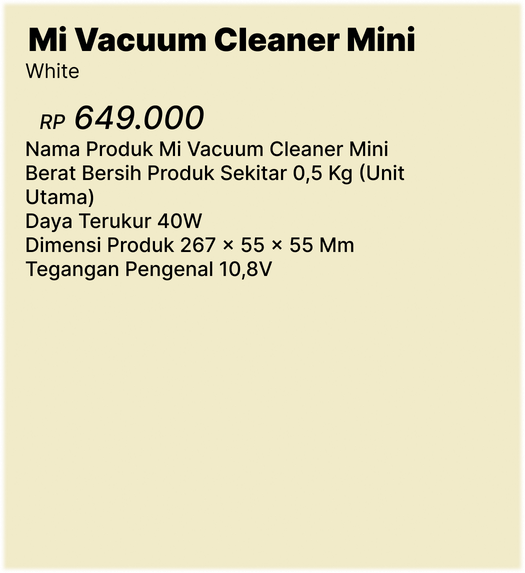 Mi Vacuum Cleaner Mini
White
RP 649.000
Nama Produk Mi Vacuum Cleaner Mini
Berat Bersih Produk Sekitar 0,5 Kg (Unit
Utama)
Daya Terukur 40W
Dimensi Produk 267 × 55 × 55 Mm
Tegangan Pengenal 10,8V